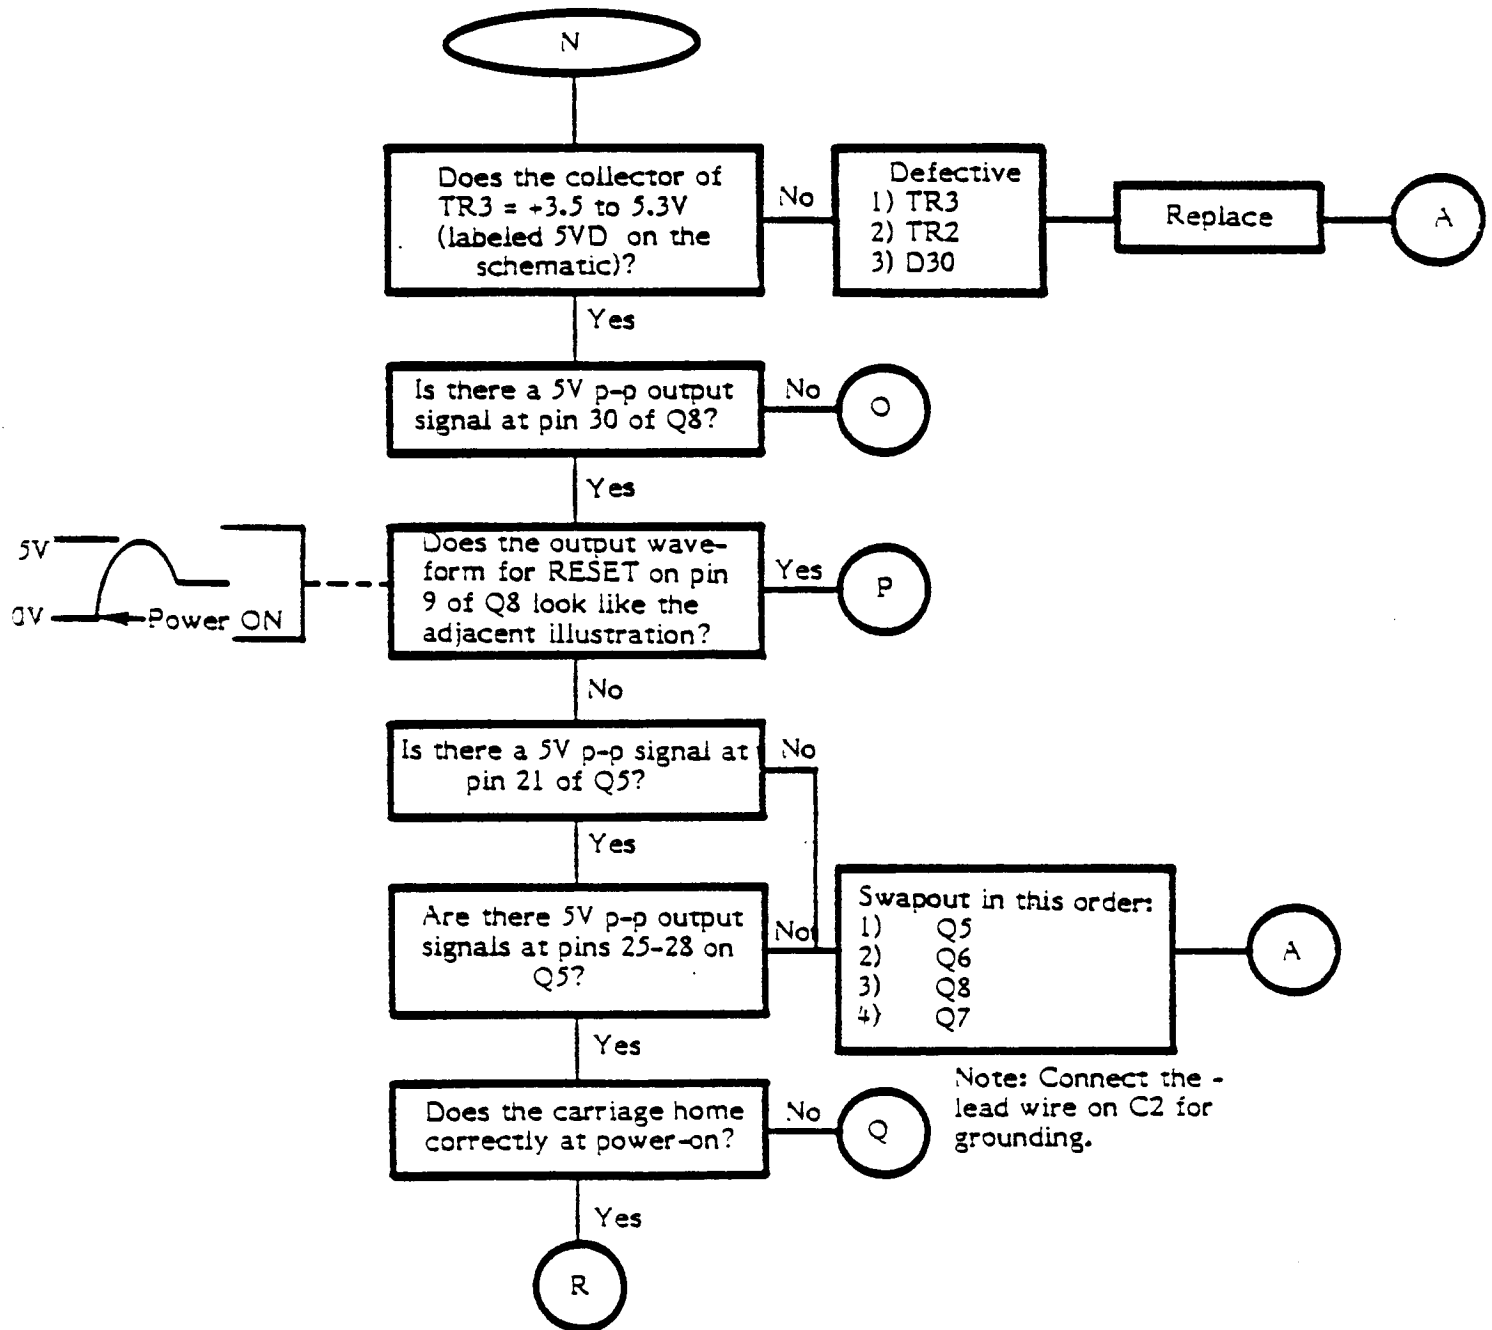 N
Does the collector of
TR3 = +3.5 to 5.3V
(labeled 5VD on the
schematic)?
No
Defective
1) TR3
2) TR2
3) D30
Replace
A
Yes
Is there a 5V p-p output
signal at pin 30 of Q8?
No
O
Yes
5V
0V
Power ON
Does the output wave-
form for RESET on pin
9 of Q8 look like the
adjacent illustration?
Yes
P
No
Is there a 5V p-p signal at
pin 21 of Q5?
No
Yes
Are there 5V p-p output
signals at pins 25-28 on
Q5?
No
Swapout in this order:
1) Q5
2) Q6
3) Q8
4) Q7
A
Note: Connect the -
lead wire on C2 for
grounding.
Yes
Does the carriage home
correctly at power-on?
No
Q
Yes
R